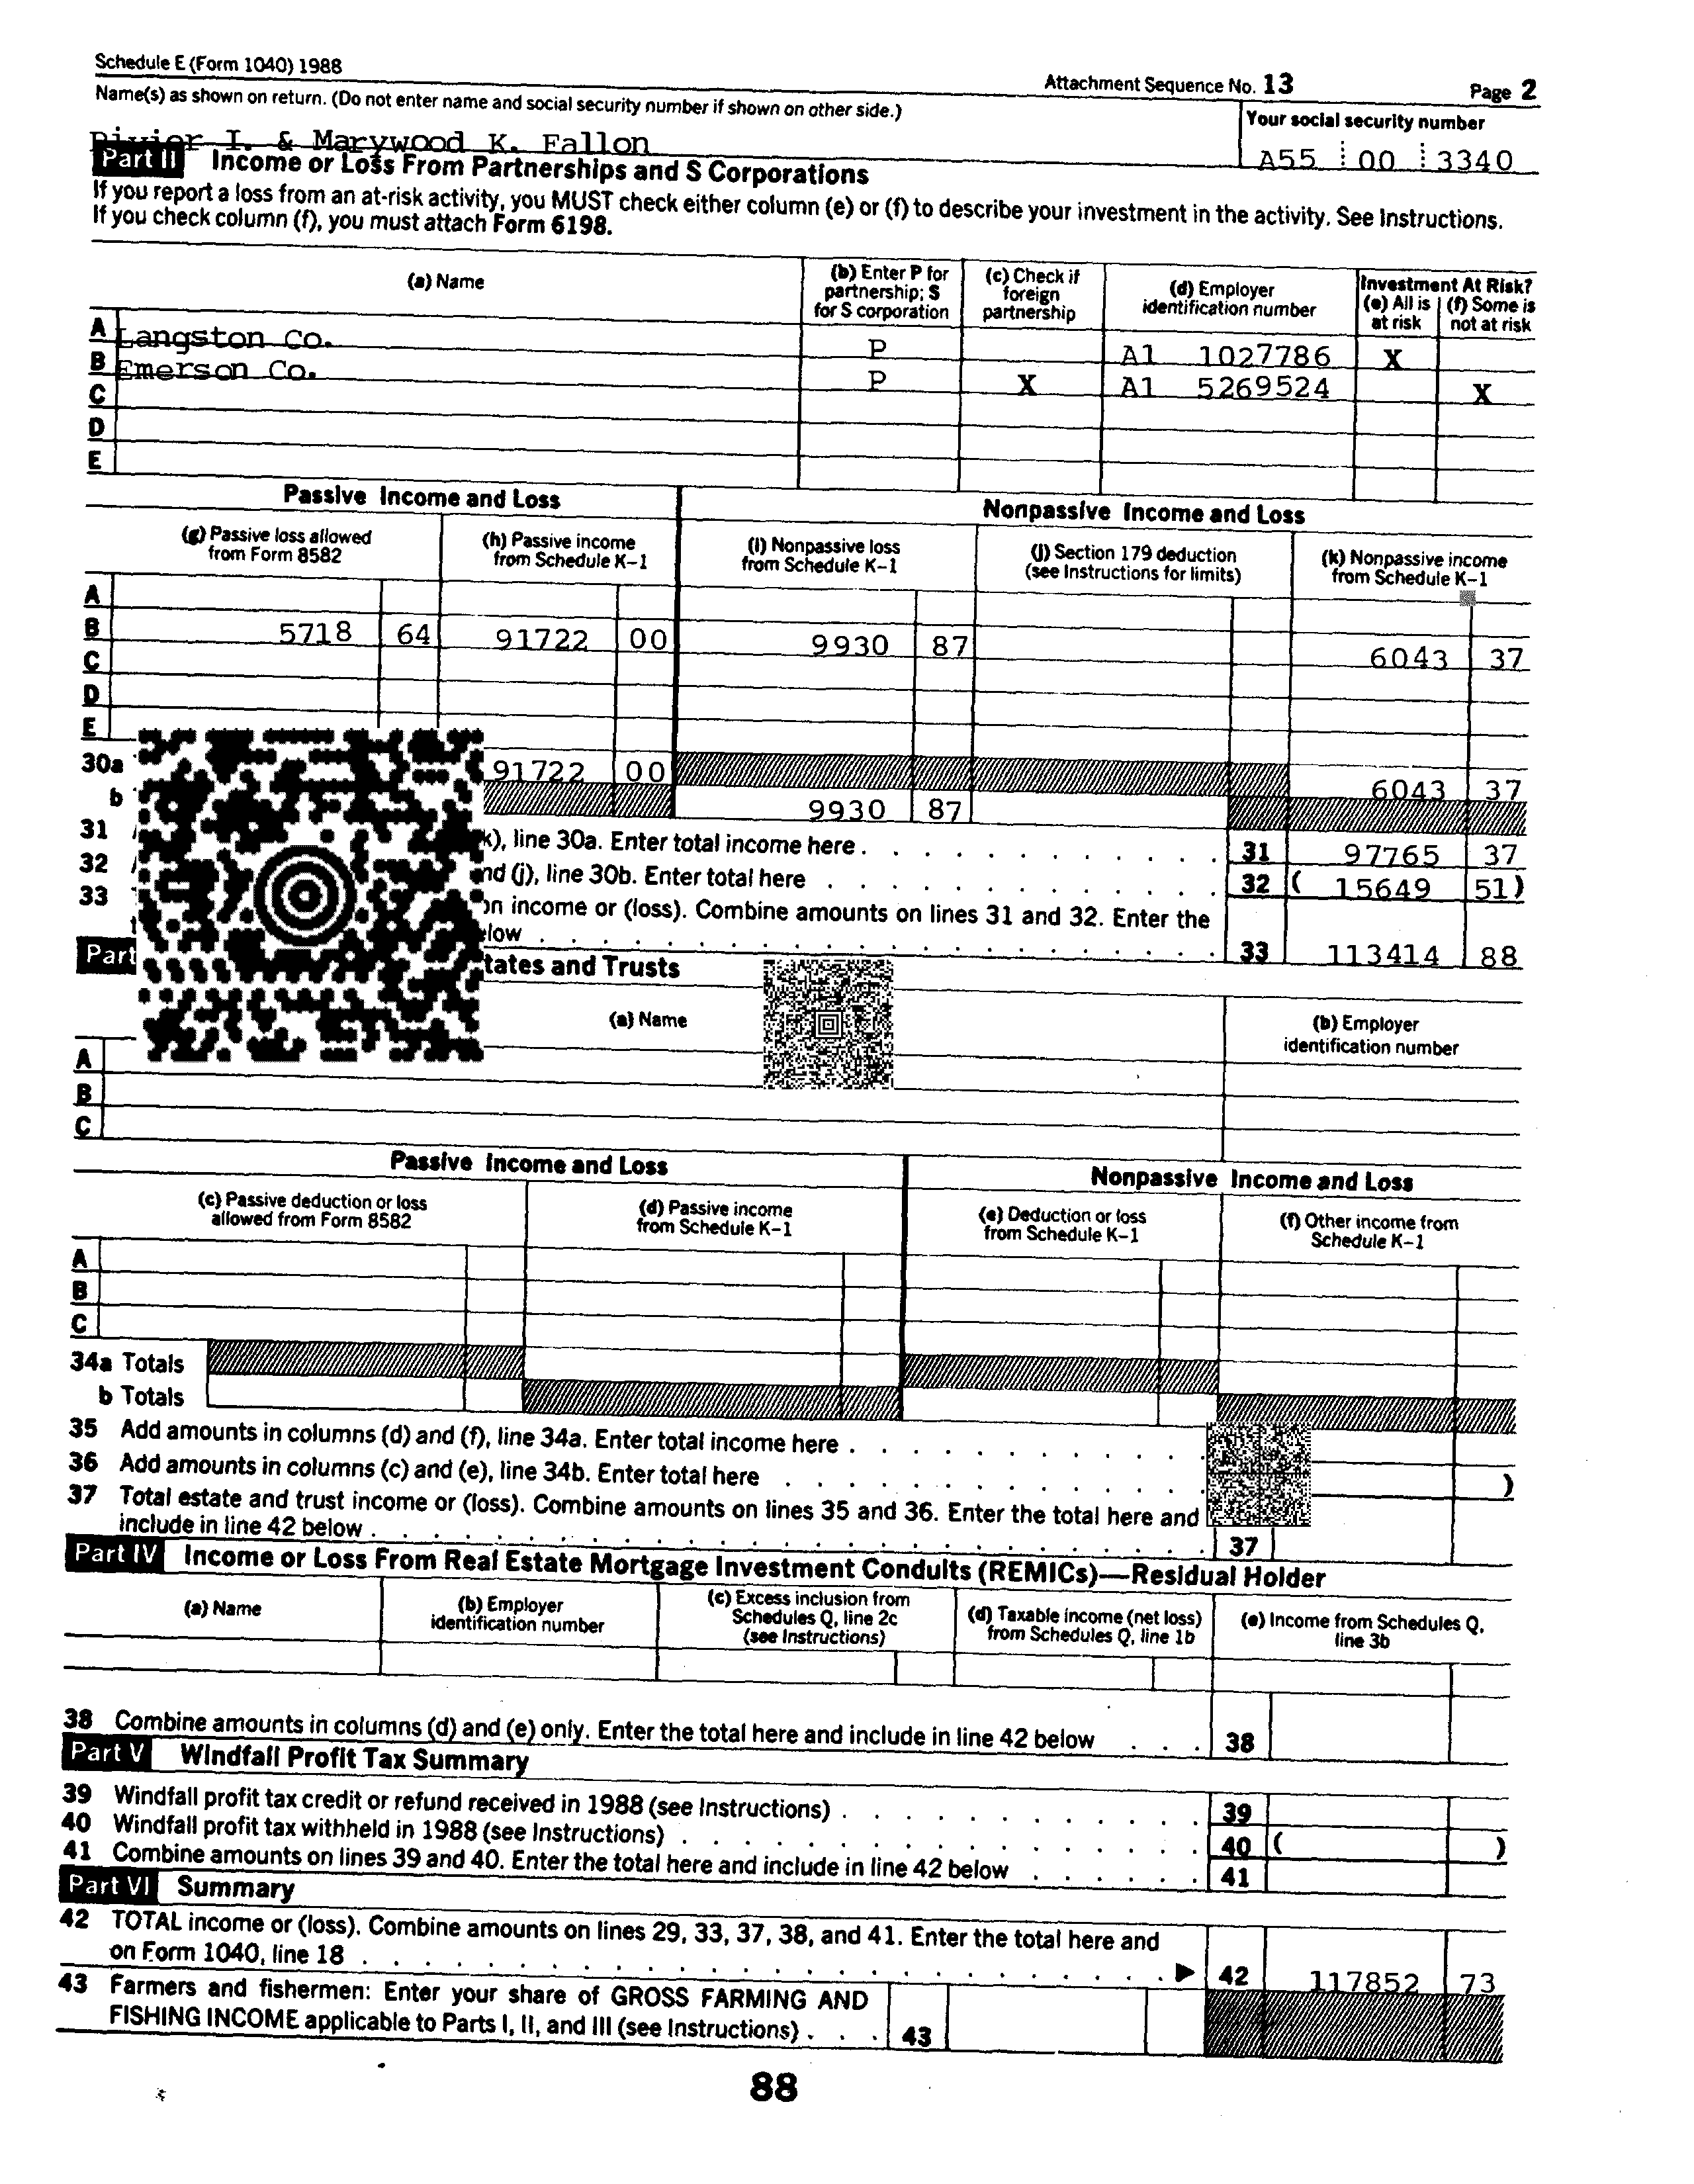 Schedule E (Form 1040) 1988
Attachment Sequence No. 13 Page 2
Name(s) as shown on return. (Do not enter name and social security number if shown on other side.)
Your social security number
I. & Marywood K. Fallon
A55 00 3340
Part II Income or Loss From Partnerships and S Corporations
If you report a loss from an at-risk activity, you MUST check either column (e) or (f) to describe your investment in the activity. See Instructions.
If you check column (f), you must attach Form 6198.
(a) Name
(b) Enter P for partnership; S for S corporation
(c) Check if foreign partnership
(d) Employer identification number
Investment At Risk?
(e) All is at risk
(f) Some is not at risk
A Langston Co. P A1 1027786 X
B Emerson Co. P X A1 5269524 X
C
D
E
Passive Income and Loss
Nonpassive Income and Loss
(g) Passive loss allowed from Form 8582
(h) Passive income from Schedule K-1
(i) Nonpassive loss from Schedule K-1
(j) Section 179 deduction (see Instructions for limits)
(k) Nonpassive income from Schedule K-1
A
B 5718 64 91722 00 9930 87 6043 37
C
D
E
30a 91722 00 6043 37
b 9930 87
31 k), line 30a. Enter total income here . 31 97765 37
32 nd (j), line 30b. Enter total here . 32 ( 15649 51)
33 on income or (loss). Combine amounts on lines 31 and 32. Enter the
low . 33 113414 88
Part tates and Trusts
(a) Name
(b) Employer identification number
A
B
C
Passive Income and Loss
Nonpassive Income and Loss
(c) Passive deduction or loss allowed from Form 8582
(d) Passive income from Schedule K-1
(e) Deduction or loss from Schedule K-1
(f) Other income from Schedule K-1
A
B
C
34a Totals
b Totals
35 Add amounts in columns (d) and (f), line 34a. Enter total income here .
36 Add amounts in columns (c) and (e), line 34b. Enter total here . )
37 Total estate and trust income or (loss). Combine amounts on lines 35 and 36. Enter the total here and
include in line 42 below . 37
Part IV Income or Loss From Real Estate Mortgage Investment Conduits (REMICs)—Residual Holder
(a) Name
(b) Employer identification number
(c) Excess inclusion from Schedules Q, line 2c (see Instructions)
(d) Taxable income (net loss) from Schedules Q, line 1b
(e) Income from Schedules Q, line 3b
38 Combine amounts in columns (d) and (e) only. Enter the total here and include in line 42 below . . . 38
Part V Windfall Profit Tax Summary
39 Windfall profit tax credit or refund received in 1988 (see Instructions) . 39
40 Windfall profit tax withheld in 1988 (see Instructions) . 40 ( )
41 Combine amounts on lines 39 and 40. Enter the total here and include in line 42 below . 41
Part VI Summary
42 TOTAL income or (loss). Combine amounts on lines 29, 33, 37, 38, and 41. Enter the total here and
on Form 1040, line 18 . ▶ 42 117852 73
43 Farmers and fishermen: Enter your share of GROSS FARMING AND
FISHING INCOME applicable to Parts I, II, and III (see Instructions) . . . 43
88